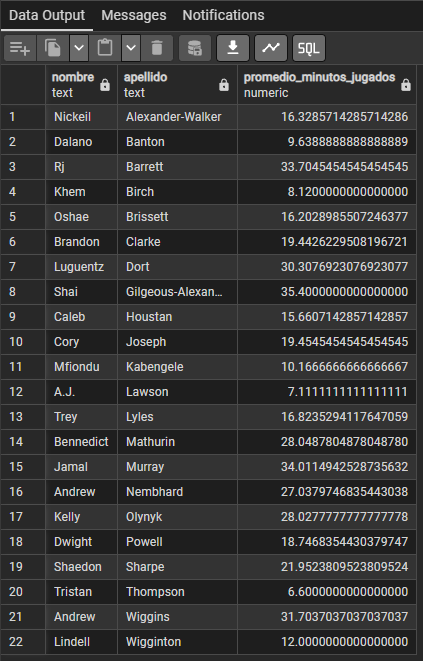 Data Output Messages Notifications
SQL
nombre apellido promedio_minutos_jugados
text text numeric
1 Nickeil Alexander-Walker 16.3285714285714286
2 Dalano Banton 9.6388888888888889
3 Rj Barrett 33.7045454545454545
4 Khem Birch 8.1200000000000000
5 Oshae Brissett 16.2028985507246377
6 Brandon Clarke 19.4426229508196721
7 Luguentz Dort 30.3076923076923077
8 Shai Gilgeous-Alexan... 35.4000000000000000
9 Caleb Houstan 15.6607142857142857
10 Cory Joseph 19.4545454545454545
11 Mfiondu Kabengele 10.1666666666666667
12 A.J. Lawson 7.1111111111111111
13 Trey Lyles 16.8235294117647059
14 Bennedict Mathurin 28.0487804878048780
15 Jamal Murray 34.0114942528735632
16 Andrew Nembhard 27.0379746835443038
17 Kelly Olynyk 28.0277777777777778
18 Dwight Powell 18.7468354430379747
19 Shaedon Sharpe 21.9523809523809524
20 Tristan Thompson 6.6000000000000000
21 Andrew Wiggins 31.7037037037037037
22 Lindell Wigginton 12.0000000000000000